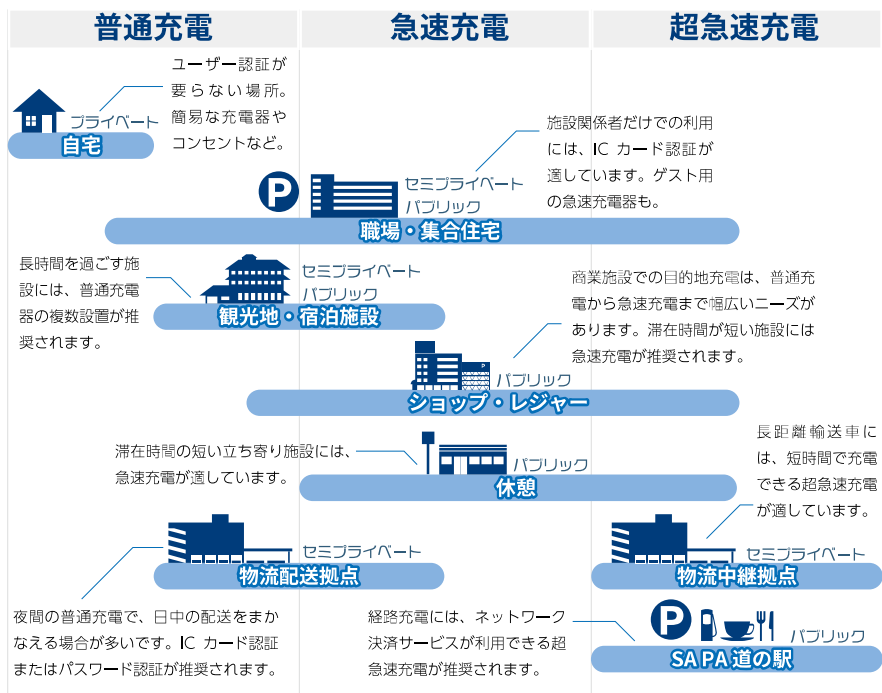 普通充電
急速充電
超急速充電
ユーザー認証が
要らない場所。
簡易な充電器や
コンセントなど。
プライベート
自宅
施設関係者だけでの利用
には、IC カード認証が
適しています。ゲスト用
の急速充電器も。
P
セミプライベート
パブリック
職場・集合住宅
長時間を過ごす施
設には、普通充電
器の複数設置が推
奨されます。
セミプライベート
パブリック
観光地・宿泊施設
商業施設での目的地充電は、普通充
電から急速充電まで幅広いニーズが
あります。滞在時間が短い施設には
急速充電が推奨されます。
P
パブリック
ショップ・レジャー
滞在時間の短い立ち寄り施設には、
急速充電が適しています。
パブリック
休憩
長距離輸送車に
は、短時間で充電
できる超急速充電
が適しています。
セミプライベート
物流配送拠点
セミプライベート
物流中継拠点
夜間の普通充電で、日中の配送をまか
なえる場合が多いです。IC カード認証
またはパスワード認証が推奨されます。
経路充電には、ネットワーク
決済サービスが利用できる超
急速充電が推奨されます。
P
パブリック
SA PA 道の駅